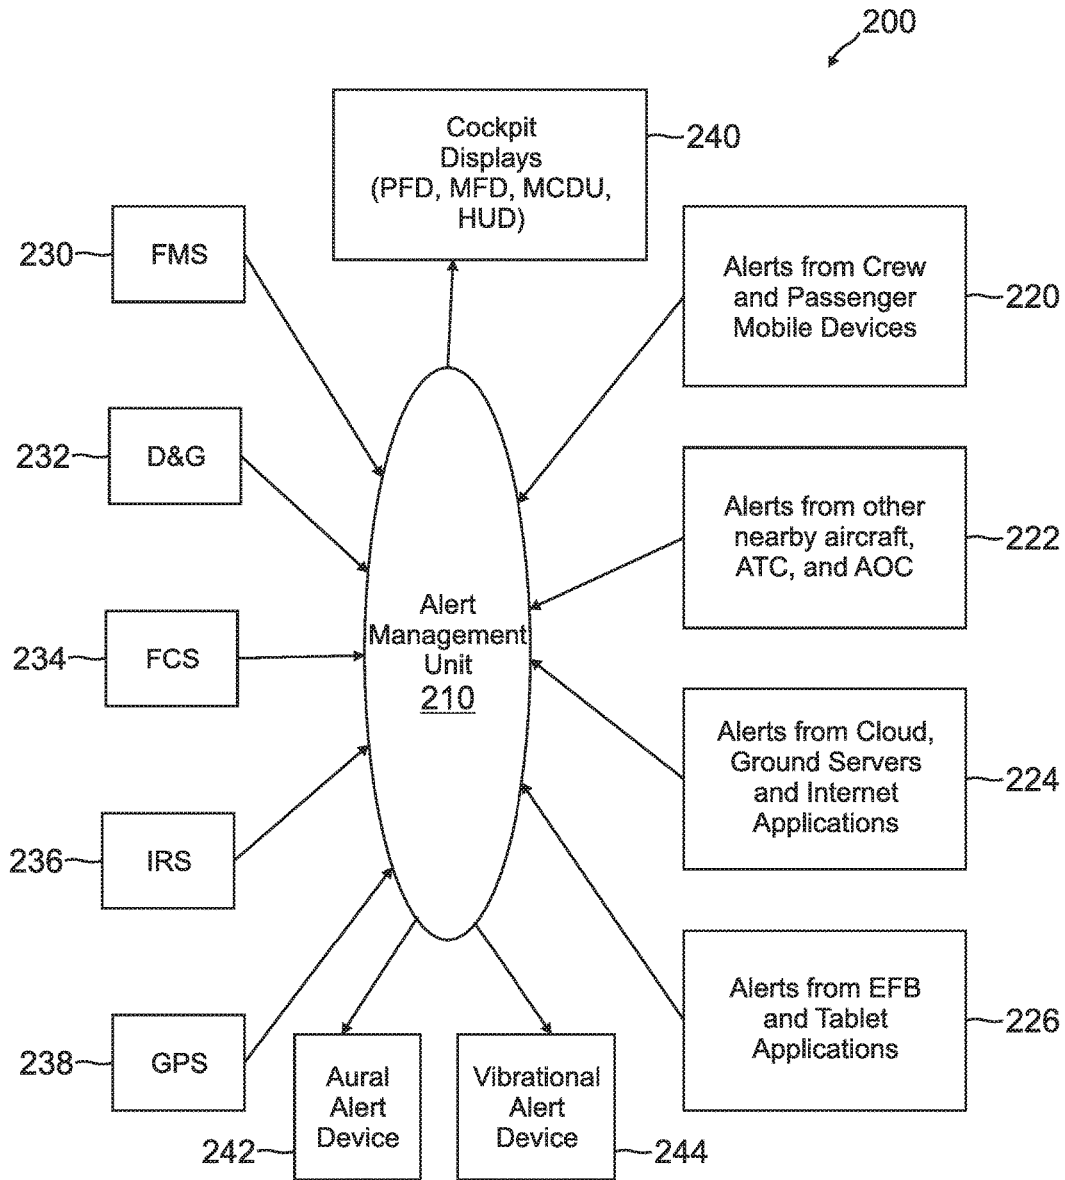 200
Cockpit
Displays
(PFD, MFD, MCDU,
HUD)
240
230
FMS
Alerts from Crew
and Passenger
Mobile Devices
220
232
D&G
Alerts from other
nearby aircraft,
ATC, and AOC
222
Alert
Management
Unit
210
234
FCS
Alerts from Cloud,
Ground Servers
and Internet
Applications
224
236
IRS
Alerts from EFB
and Tablet
Applications
226
238
GPS
Aural
Alert
Device
242
Vibrational
Alert
Device
244